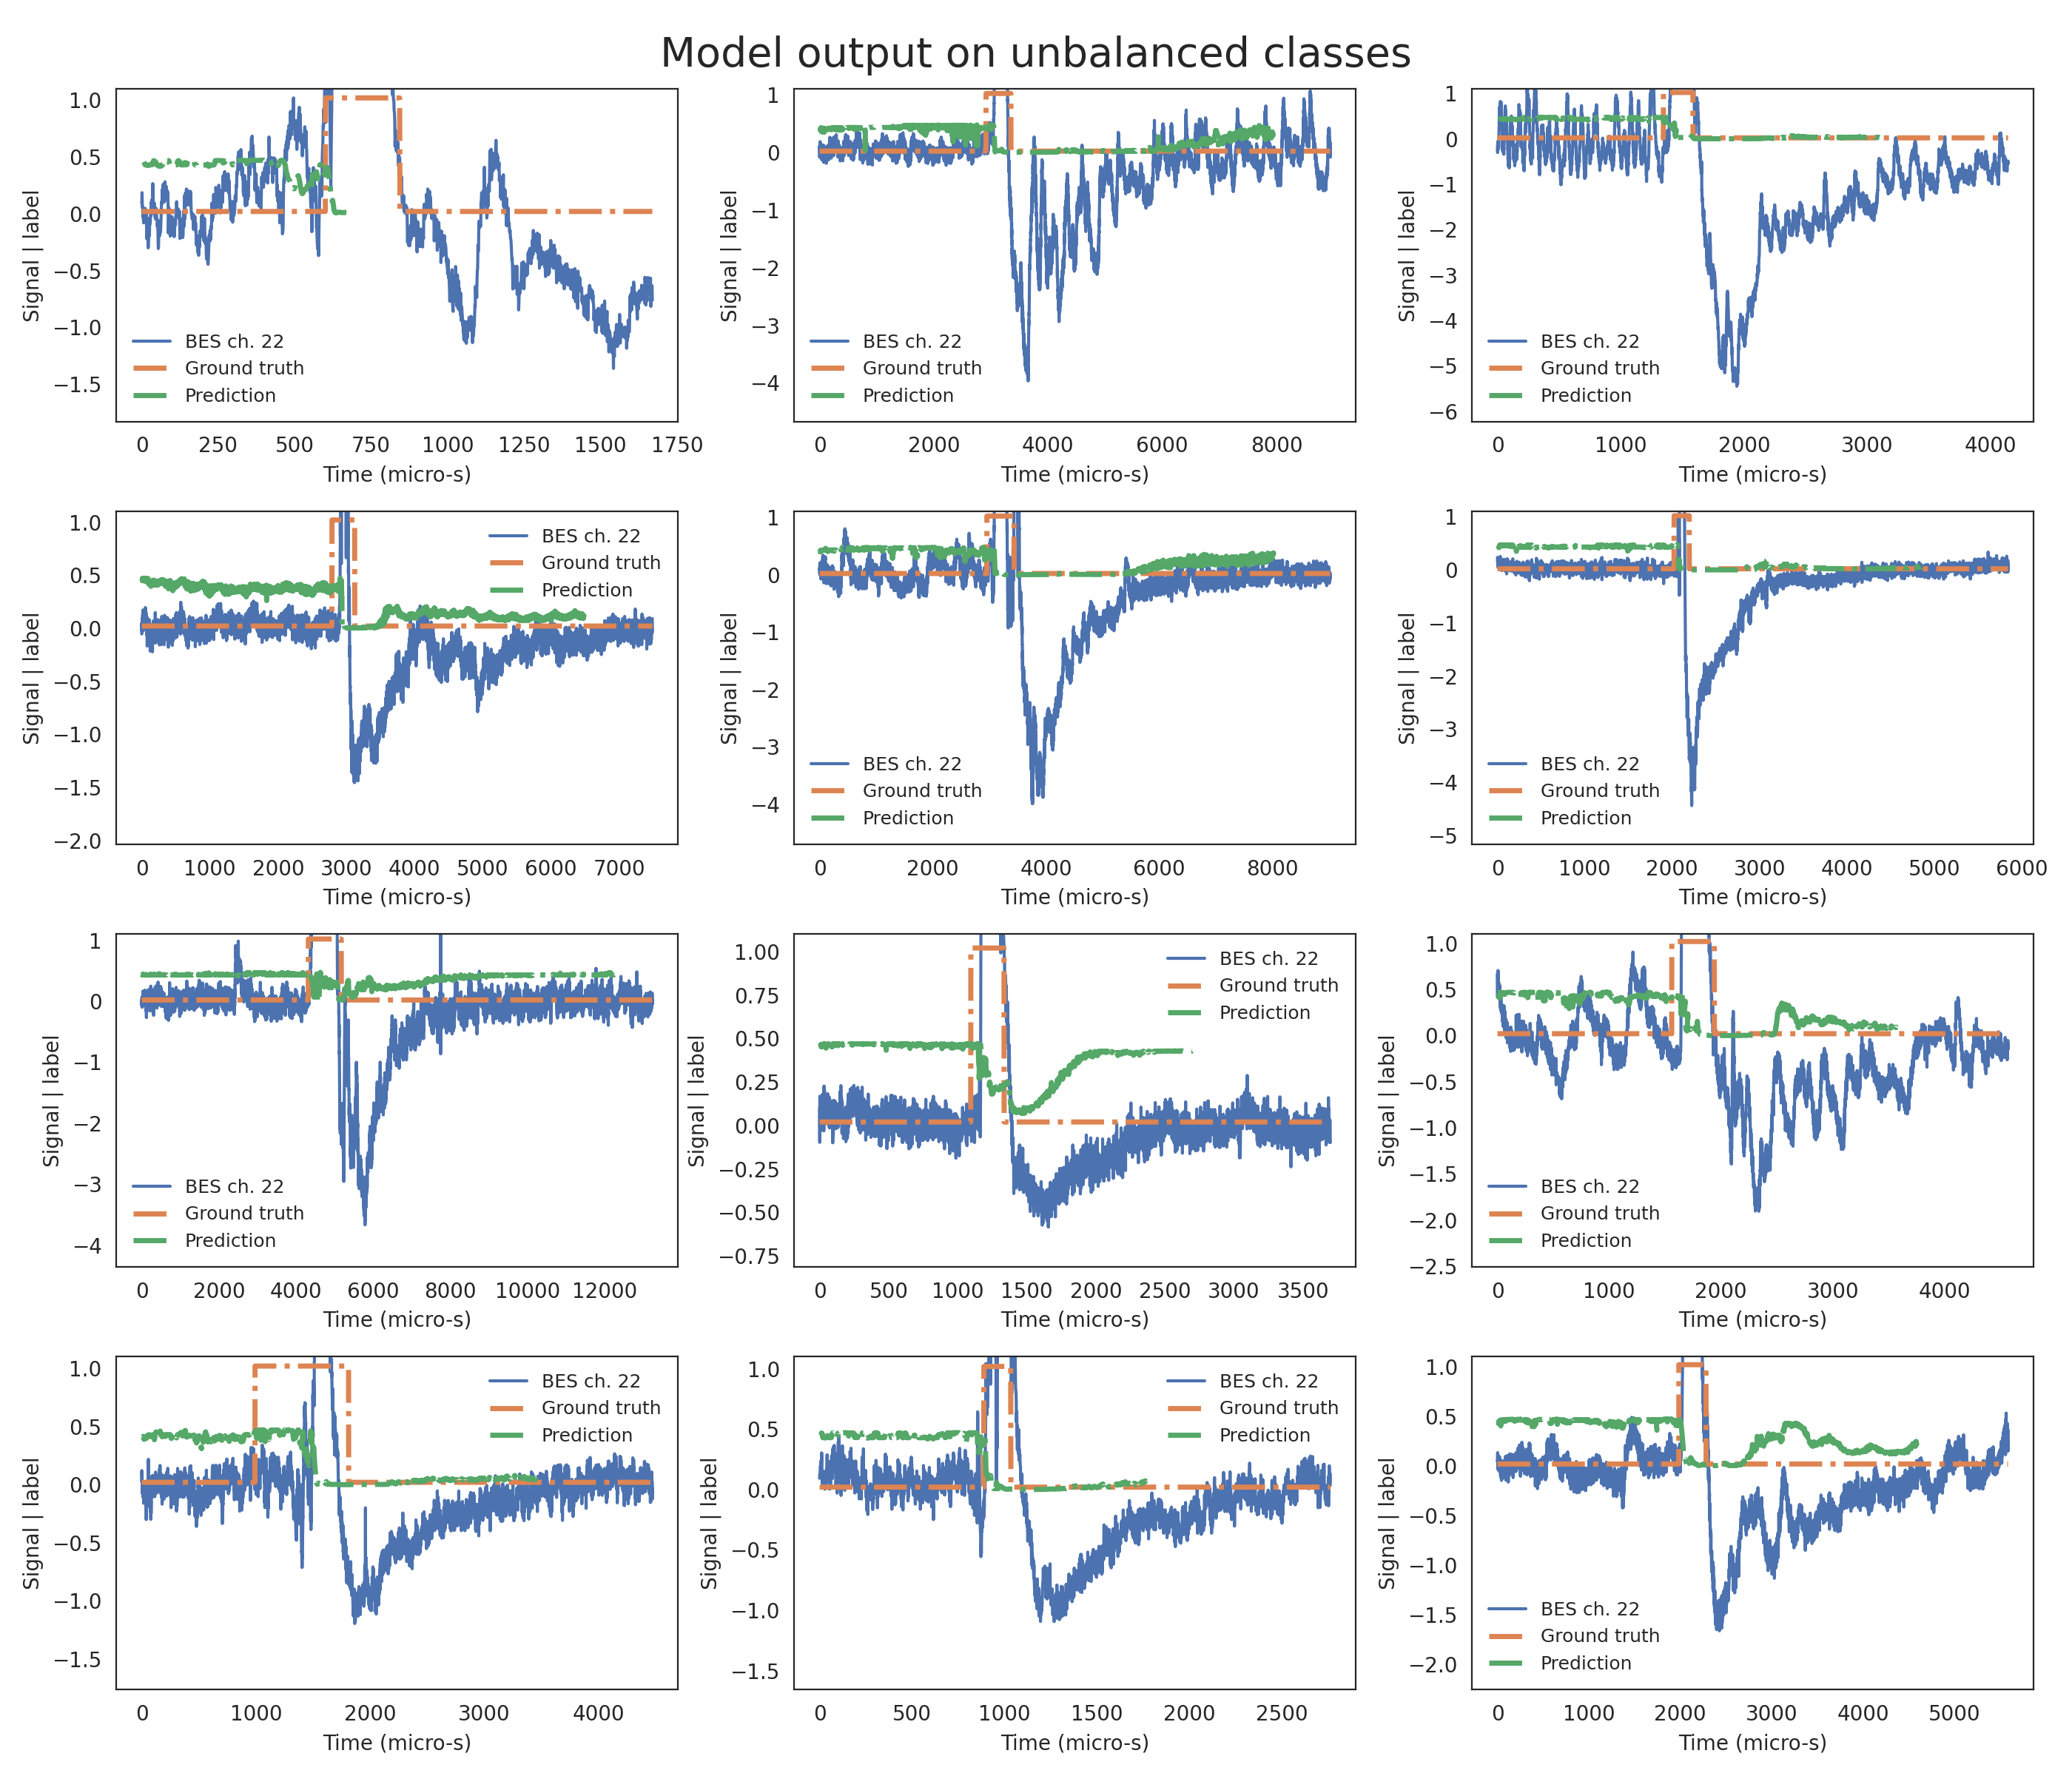 Model output on unbalanced classes
1.0
0.5
0.0
−0.5
−1.0
−1.5
Signal | label
BES ch. 22
Ground truth
Prediction
0 250 500 750 1000 1250 1500 1750
Time (micro-s)
1
0
−1
−2
−3
−4
Signal | label
BES ch. 22
Ground truth
Prediction
0 2000 4000 6000 8000
Time (micro-s)
1
0
−1
−2
−3
−4
−5
−6
Signal | label
BES ch. 22
Ground truth
Prediction
0 1000 2000 3000 4000
Time (micro-s)
1.0
0.5
0.0
−0.5
−1.0
−1.5
−2.0
Signal | label
BES ch. 22
Ground truth
Prediction
0 1000 2000 3000 4000 5000 6000 7000
Time (micro-s)
1
0
−1
−2
−3
−4
Signal | label
BES ch. 22
Ground truth
Prediction
0 2000 4000 6000 8000
Time (micro-s)
1
0
−1
−2
−3
−4
−5
Signal | label
BES ch. 22
Ground truth
Prediction
0 1000 2000 3000 4000 5000 6000
Time (micro-s)
1
0
−1
−2
−3
−4
Signal | label
BES ch. 22
Ground truth
Prediction
0 2000 4000 6000 8000 10000 12000
Time (micro-s)
1.00
0.75
0.50
0.25
0.00
−0.25
−0.50
−0.75
Signal | label
BES ch. 22
Ground truth
Prediction
0 500 1000 1500 2000 2500 3000 3500
Time (micro-s)
1.0
0.5
0.0
−0.5
−1.0
−1.5
−2.0
−2.5
Signal | label
BES ch. 22
Ground truth
Prediction
0 1000 2000 3000 4000
Time (micro-s)
1.0
0.5
0.0
−0.5
−1.0
−1.5
Signal | label
BES ch. 22
Ground truth
Prediction
0 1000 2000 3000 4000
Time (micro-s)
1.0
0.5
0.0
−0.5
−1.0
−1.5
Signal | label
BES ch. 22
Ground truth
Prediction
0 500 1000 1500 2000 2500
Time (micro-s)
1.0
0.5
0.0
−0.5
−1.0
−1.5
−2.0
Signal | label
BES ch. 22
Ground truth
Prediction
0 1000 2000 3000 4000 5000
Time (micro-s)